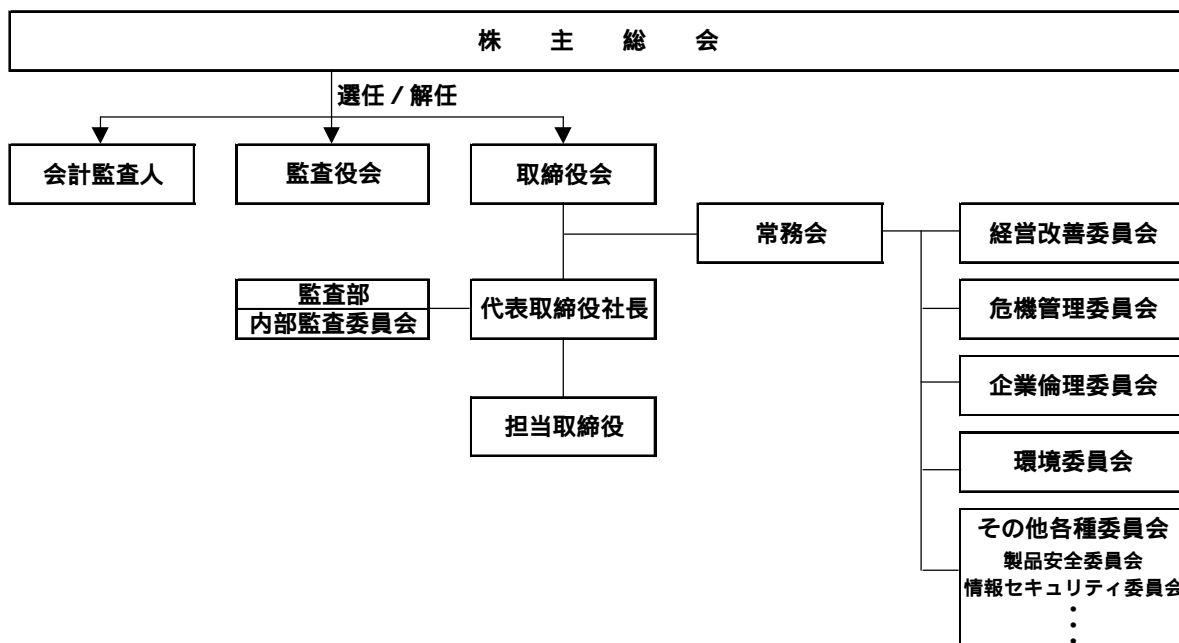 株 主 総 会
選任 / 解任
会計監査人
監査役会
取締役会
常務会
経営改善委員会
監査部
内部監査委員会
代表取締役社長
危機管理委員会
企業倫理委員会
担当取締役
環境委員会
その他各種委員会
製品安全委員会
情報セキュリティ委員会
・
・
・